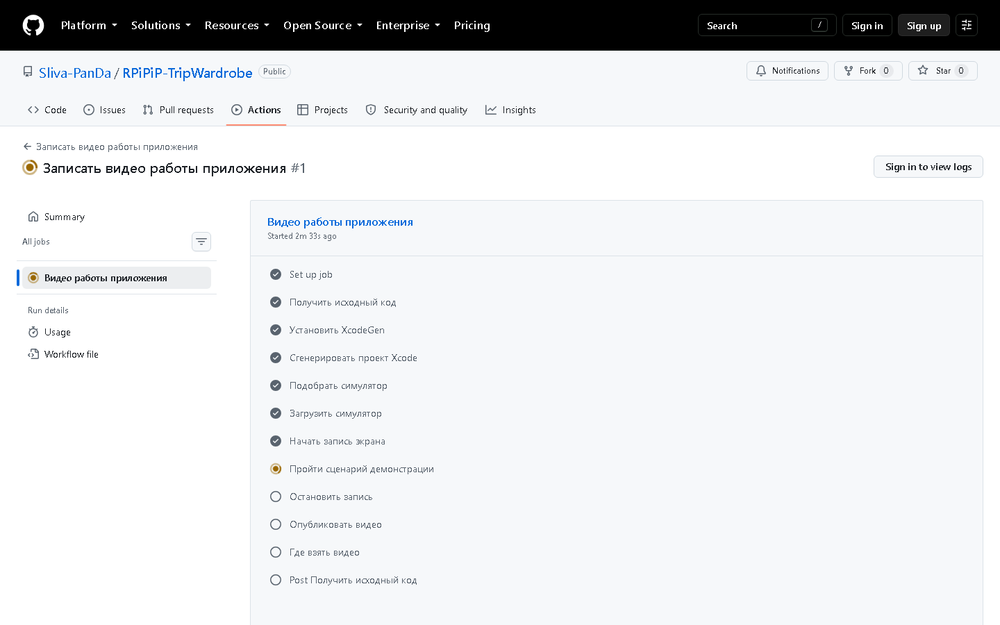 Platform Solutions Resources Open Source Enterprise Pricing Search / Sign in Sign up
Sliva-PanDa / RPiPiP-TripWardrobe Public Notifications Fork 0 Star 0
Code Issues Pull requests Actions Projects Security and quality Insights
Записать видео работы приложения
Записать видео работы приложения #1
Sign in to view logs
Summary
All jobs
Видео работы приложения
Run details
Usage
Workflow file
Видео работы приложения
Started 2m 33s ago
Set up job
Получить исходный код
Установить XcodeGen
Сгенерировать проект Xcode
Подобрать симулятор
Загрузить симулятор
Начать запись экрана
Пройти сценарий демонстрации
Остановить запись
Опубликовать видео
Где взять видео
Post Получить исходный код